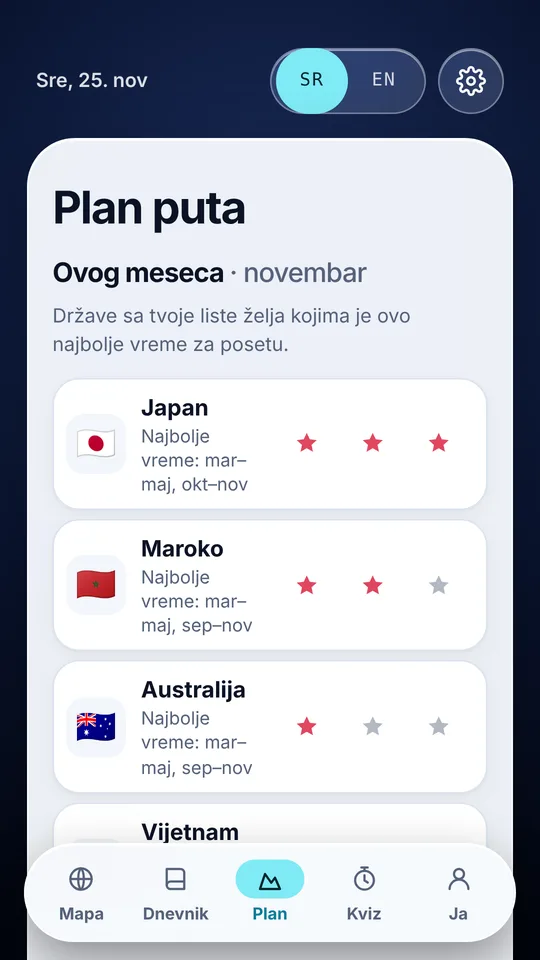 Sre, 25. nov
SR EN
Plan puta
Ovog meseca · novembar
Države sa tvoje liste želja kojima je ovo
najbolje vreme za posetu.
Japan
Najbolje
vreme: mar–
maj, okt–nov
Maroko
Najbolje
vreme: mar–
maj, sep–nov
Australija
Najbolje
vreme: mar–
maj, sep–nov
Vijetnam
Mapa Dnevnik Plan Kviz Ja